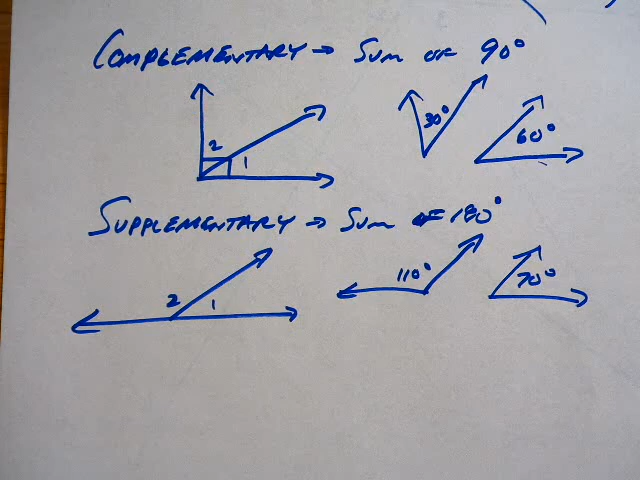 COMPLEMENTARY → SUM OF 90°
2 1 30° 60°
SUPPLEMENTARY → SUM OF 180°
2 1 110° 70°